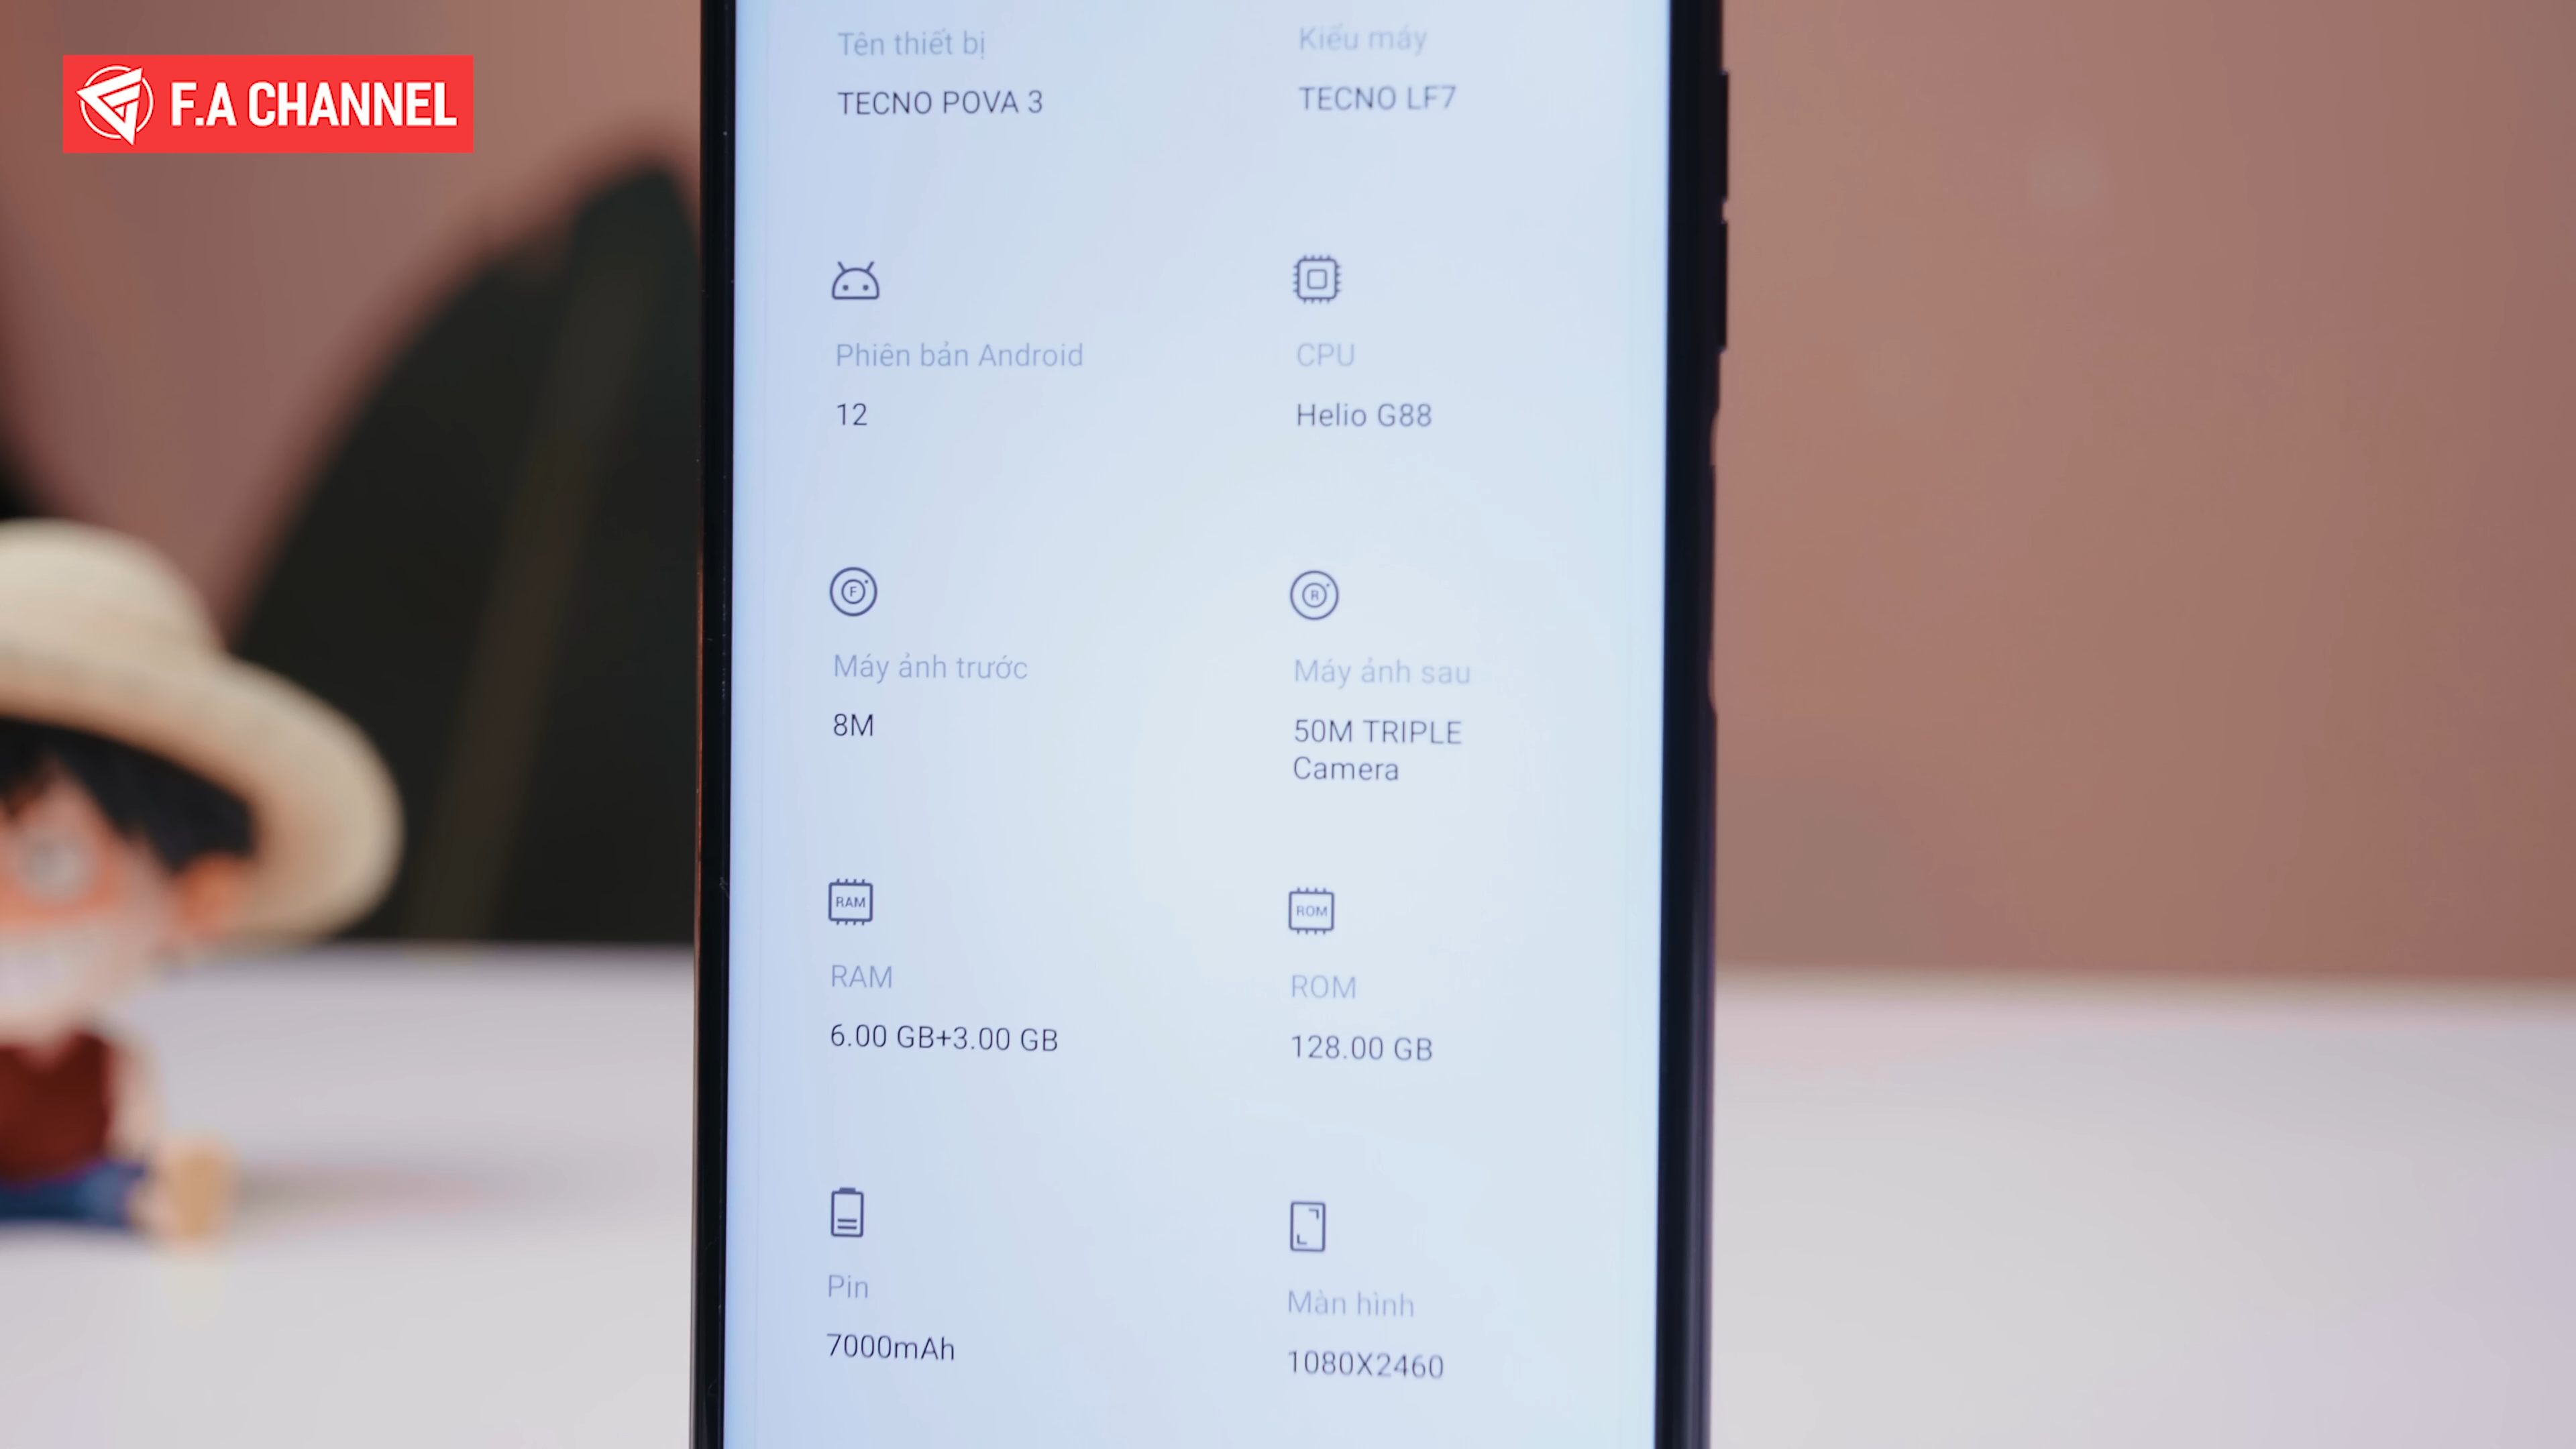 F.A CHANNEL
Tên thiết bị
TECNO POVA 3
Kiểu máy
TECNO LF7
Phiên bản Android
12
CPU
Helio G88
F
Máy ảnh trước
8M
R
Máy ảnh sau
50M TRIPLE
Camera
RAM
RAM
6.00 GB+3.00 GB
ROM
ROM
128.00 GB
Pin
7000mAh
Màn hình
1080X2460